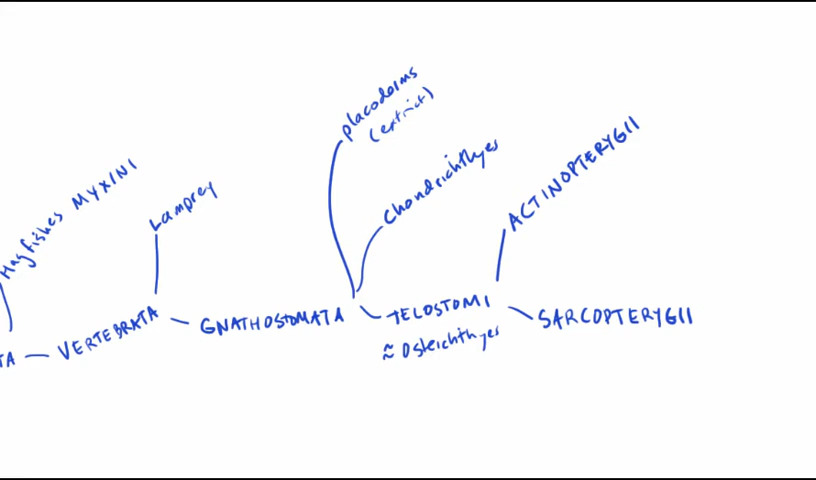 Hagfishes MYXINI
Lamprey
placoderms
(extinct)
Chondrichthyes
ACTINOPTERYGII
TA — VERTEBRATA
GNATHOSTOMATA
TELOSTOMI
≈ Osteichthyes
SARCOPTERYGII